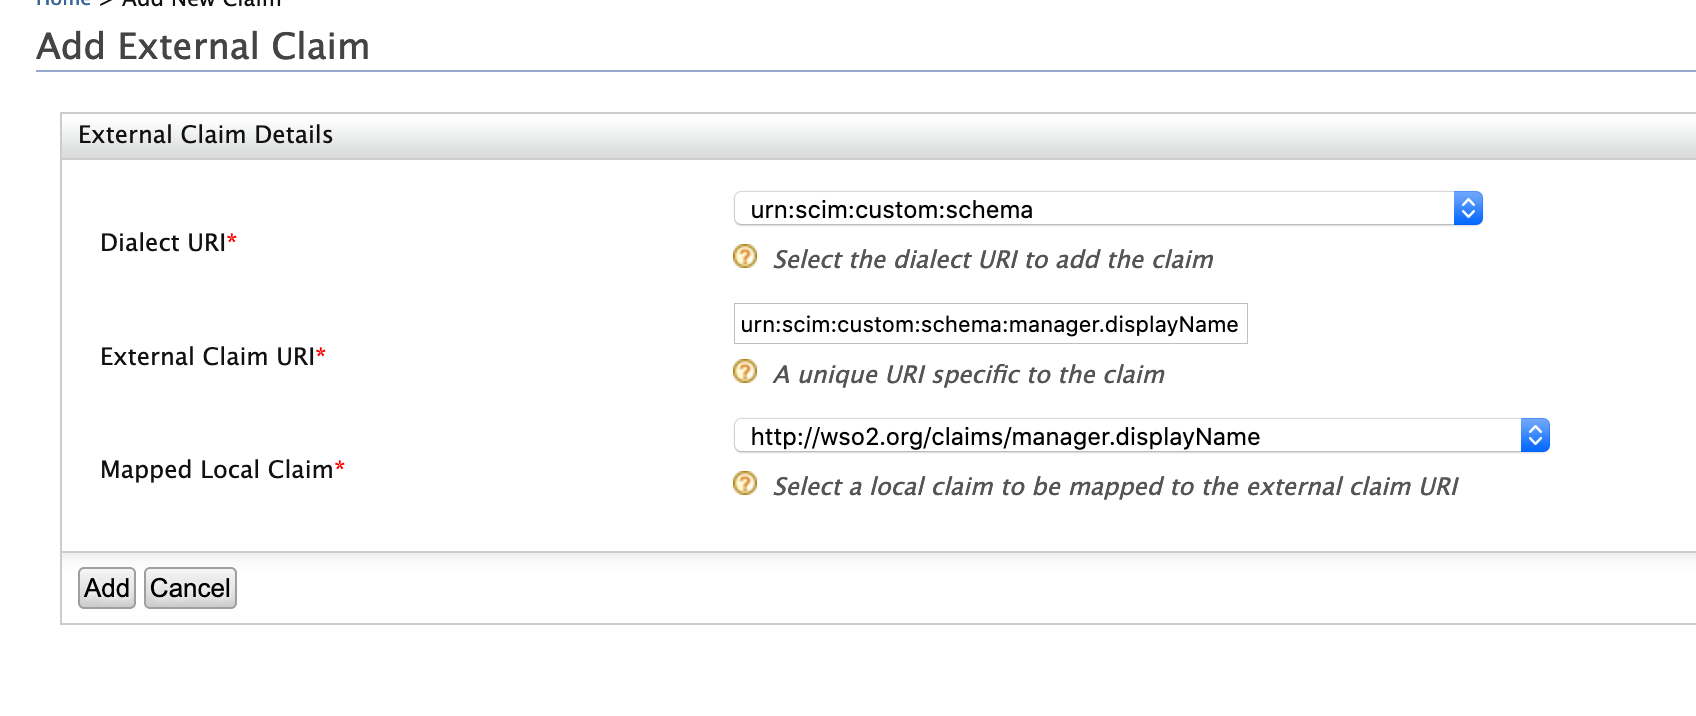 Home > Add New Claim
Add External Claim
External Claim Details
Dialect URI*
urn:scim:custom:schema
Select the dialect URI to add the claim
External Claim URI*
urn:scim:custom:schema:manager.displayName
A unique URI specific to the claim
Mapped Local Claim*
http://wso2.org/claims/manager.displayName
Select a local claim to be mapped to the external claim URI
Add Cancel